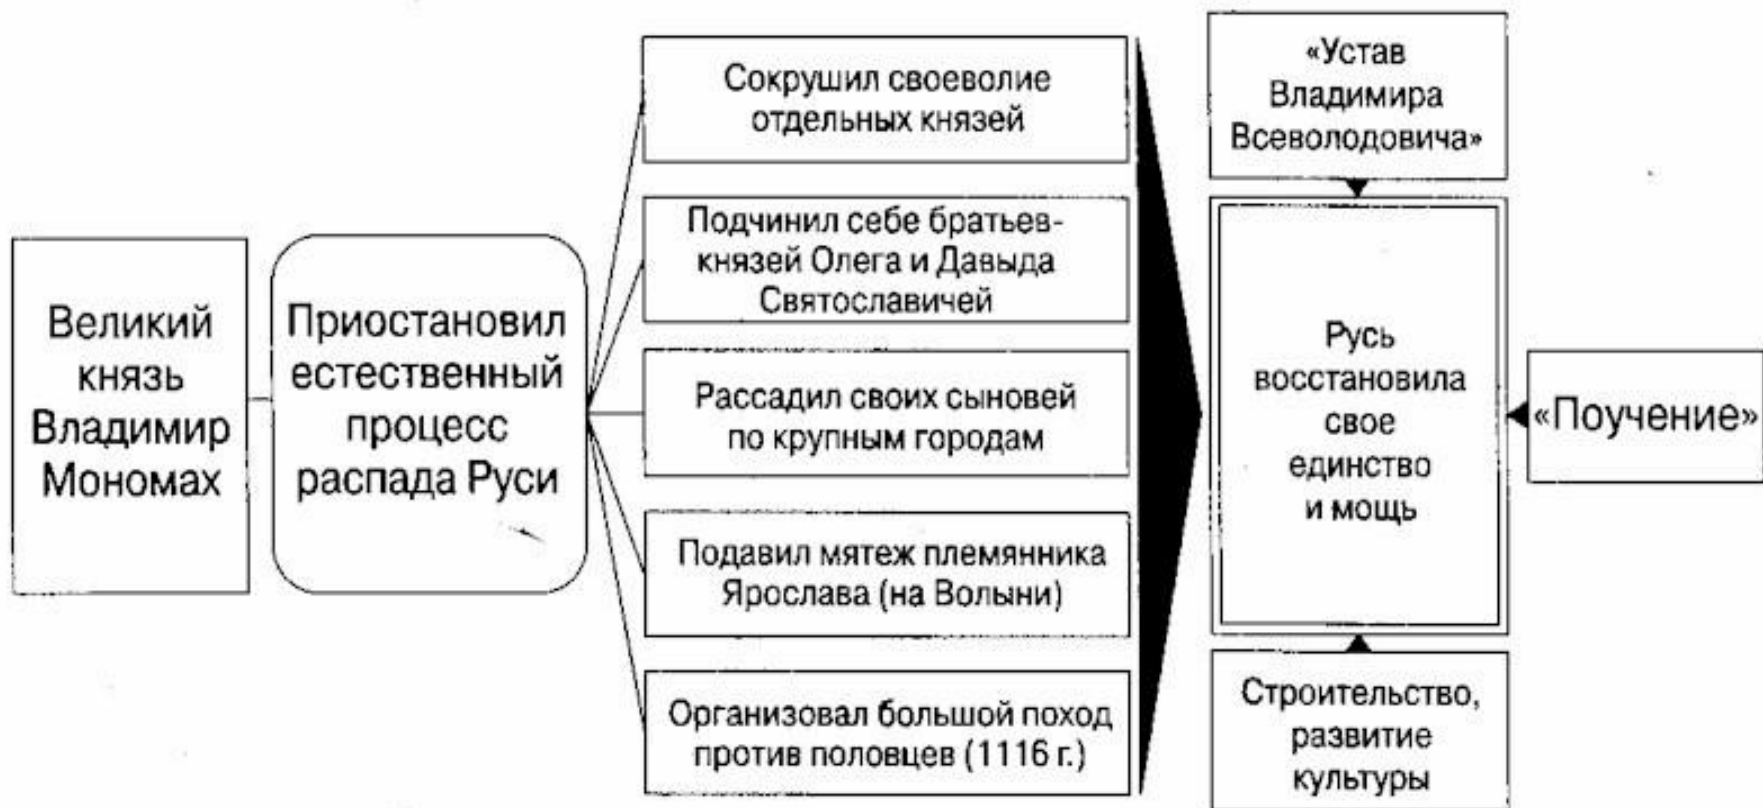 Великий
князь
Владимир
Мономах
Приостановил
естественный
процесс
распада Руси
Сокрушил своеволие
отдельных князей
Подчинил себе братьев-
князей Олега и Давыда
Святославичей
Рассадил своих сыновей
по крупным городам
Подавил мятеж племянника
Ярослава (на Волыни)
Организовал большой поход
против половцев (1116 г.)
«Устав
Владимира
Всеволодовича»
Русь
восстановила
свое
единство
и мощь
«Поучение»
Строительство,
развитие
культуры